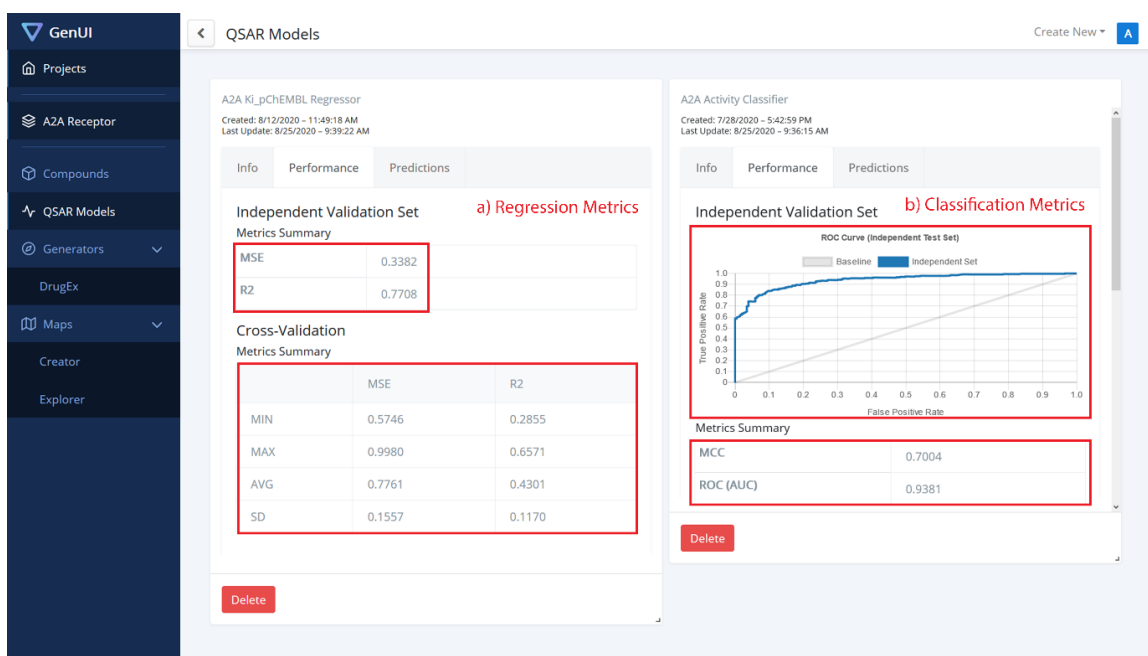 GenUI
Projects
A2A Receptor
Compounds
QSAR Models
Generators
DrugEx
Maps
Creator
Explorer
QSAR Models
Create New
A
A2A Ki_pChEMBL Regressor
Created: 8/12/2020 – 11:49:18 AM
Last Update: 8/25/2020 – 9:39:22 AM
Info Performance Predictions
Independent Validation Set
a) Regression Metrics
Metrics Summary
MSE 0.3382
R2 0.7708
Cross-Validation
Metrics Summary
MSE R2
MIN 0.5746 0.2855
MAX 0.9980 0.6571
AVG 0.7761 0.4301
SD 0.1557 0.1170
Delete
A2A Activity Classifier
Created: 7/28/2020 – 5:42:59 PM
Last Update: 8/25/2020 – 9:36:15 AM
Info Performance Predictions
Independent Validation Set
b) Classification Metrics
ROC Curve (Independent Test Set)
Baseline Independent Set
True Positive Rate
1.0
0.9
0.8
0.7
0.6
0.5
0.4
0.3
0.2
0.1
0
0 0.1 0.2 0.3 0.4 0.5 0.6 0.7 0.8 0.9 1.0
False Positive Rate
Metrics Summary
MCC 0.7004
ROC (AUC) 0.9381
Delete